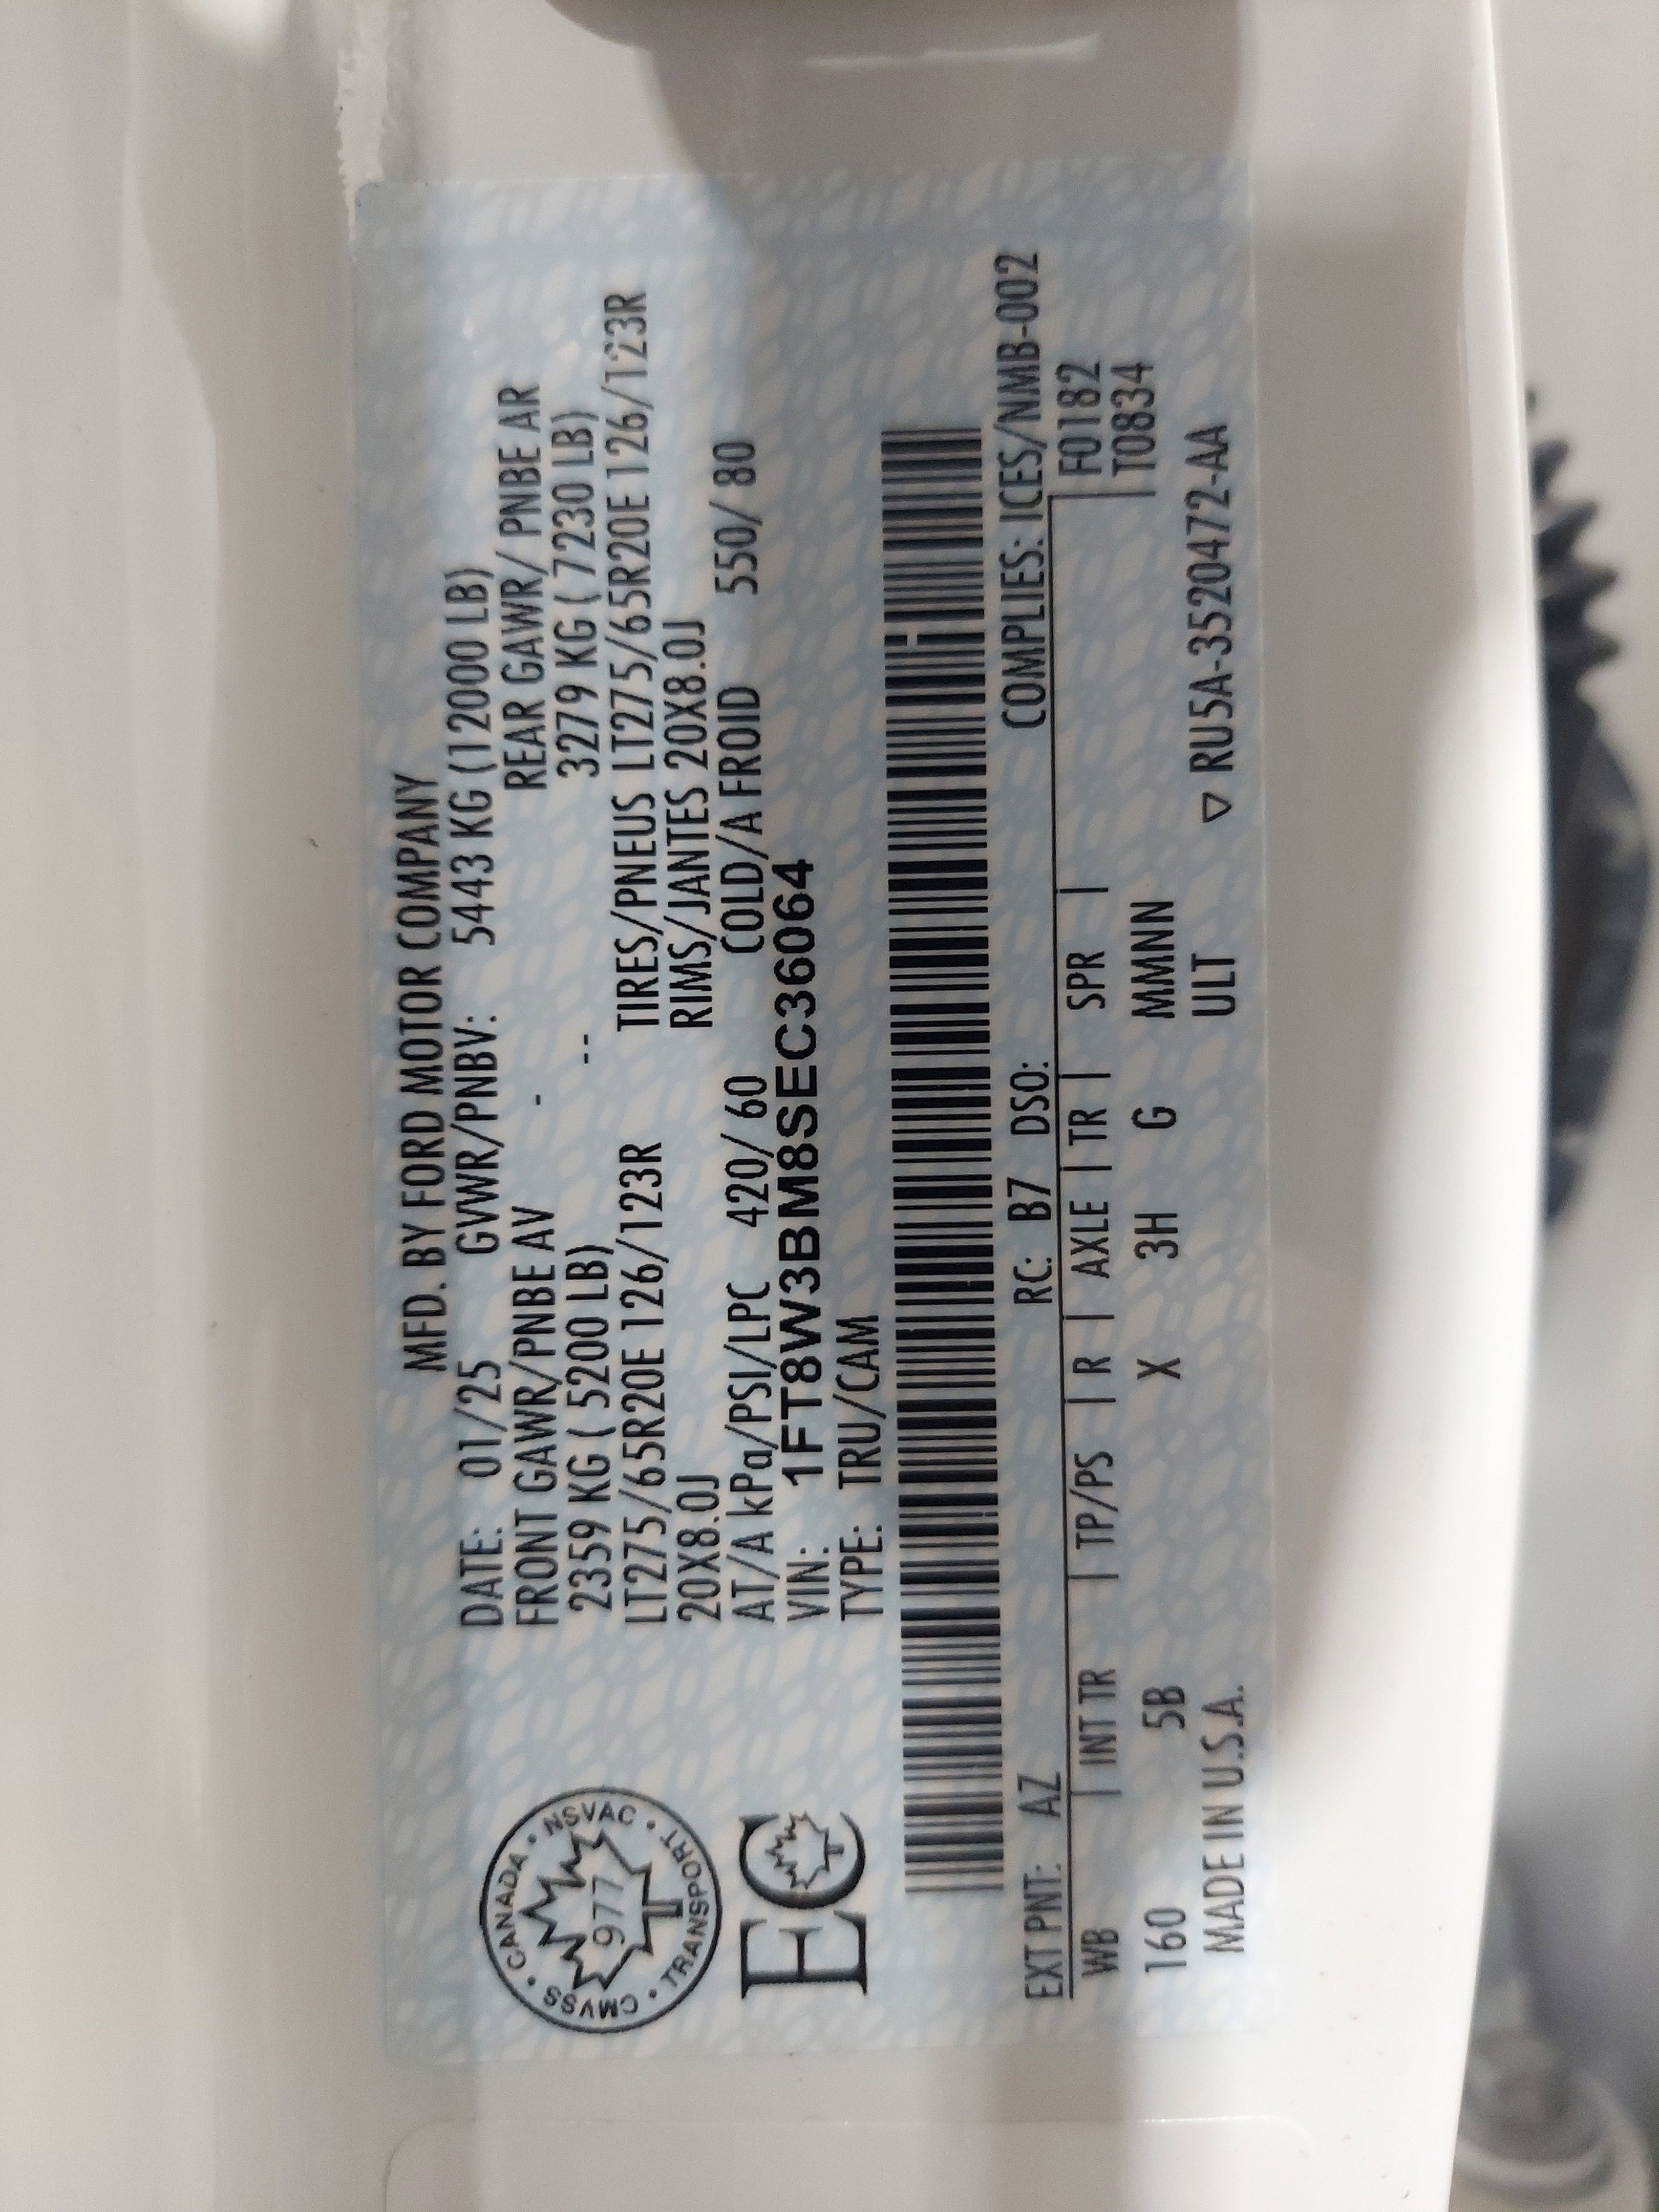 MFD. BY FORD MOTOR COMPANY
DATE: 01/25 GVWR/PNBV: 5443 KG (12000 LB)
FRONT GAWR/PNBE AV - REAR GAWR/ PNBE AR
2359 KG ( 5200 LB) -- 3279 KG ( 7230 LB)
LT275/65R20E 126/123R TIRES/PNEUS LT275/65R20E 126/123R
20X8.0J RIMS/JANTES 20X8.0J
AT/A kPa/PSI/LPC 420/ 60 COLD/A FROID 550/ 80
VIN: 1FT8W3BM8SEC36064
TYPE: TRU/CAM
CANADA • NSVAC • TRANSPORT • CMVSS •
977
EC
EXT PNT: AZ RC: B7 DSO: COMPLIES: ICES/NMB-002
WB | INT TR | TP/PS | R | AXLE | TR | SPR | F0182
160 5B X 3H G MMNN T0834
MADE IN U.S.A. ULT ▽ RU5A-3520472-AA